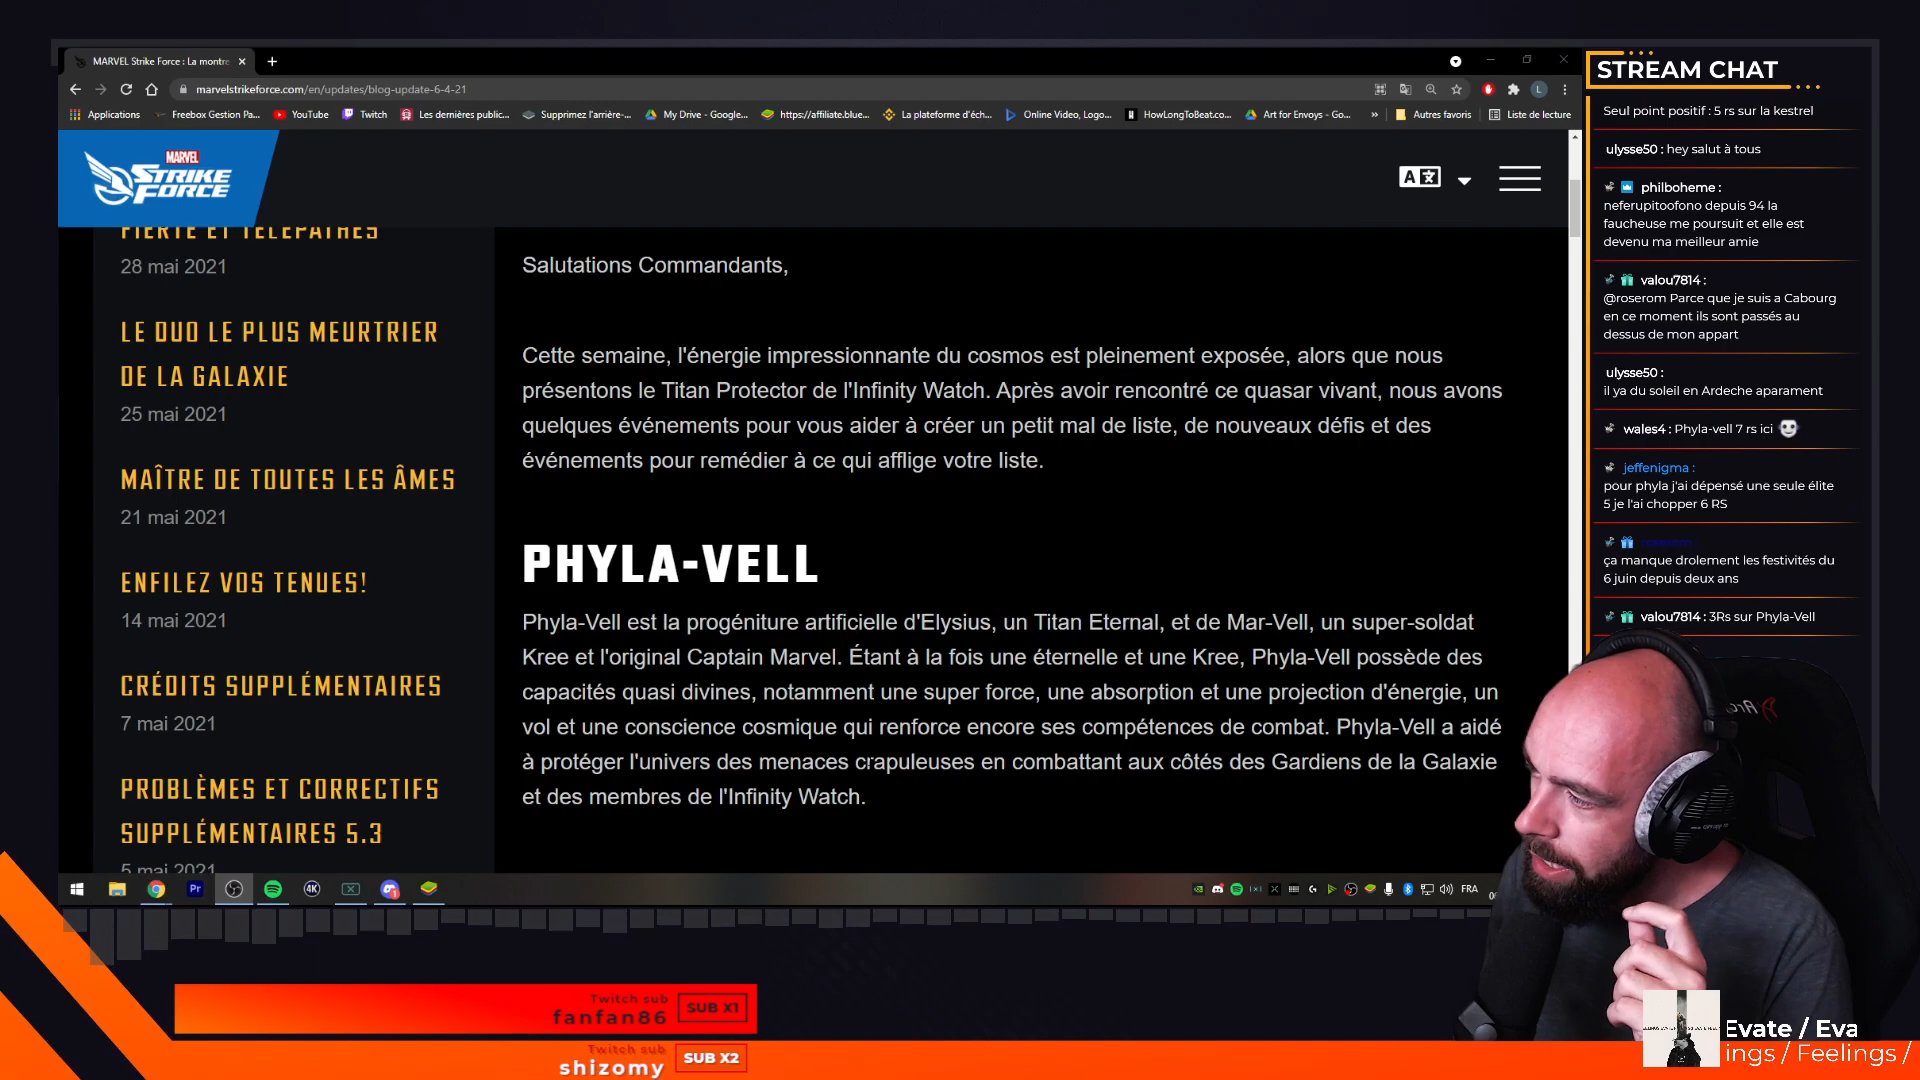 MARVEL Strike Force : La montre
marvelstrikeforce.com/en/updates/blog-update-6-4-21
Applications
Freebox Gestion Pa...
YouTube
Twitch
Les dernières public...
Supprimez l'arrière-...
My Drive - Google...
https://affiliate.blue...
La plateforme d'éch...
Online Video, Logo...
HowLongToBeat.co...
Art for Envoys - Go...
»
Autres favoris
Liste de lecture
MARVEL
STRIKE
FORCE
FIERTÉ ET TÉLÉPATHES
28 mai 2021
LE DUO LE PLUS MEURTRIER
DE LA GALAXIE
25 mai 2021
MAÎTRE DE TOUTES LES ÂMES
21 mai 2021
ENFILEZ VOS TENUES!
14 mai 2021
CRÉDITS SUPPLÉMENTAIRES
7 mai 2021
PROBLÈMES ET CORRECTIFS
SUPPLÉMENTAIRES 5.3
5 mai 2021
Salutations Commandants,
Cette semaine, l'énergie impressionnante du cosmos est pleinement exposée, alors que nous
présentons le Titan Protector de l'Infinity Watch. Après avoir rencontré ce quasar vivant, nous avons
quelques événements pour vous aider à créer un petit mal de liste, de nouveaux défis et des
événements pour remédier à ce qui afflige votre liste.
PHYLA-VELL
Phyla-Vell est la progéniture artificielle d'Elysius, un Titan Eternal, et de Mar-Vell, un super-soldat
Kree et l'original Captain Marvel. Étant à la fois une éternelle et une Kree, Phyla-Vell possède des
capacités quasi divines, notamment une super force, une absorption et une projection d'énergie, un
vol et une conscience cosmique qui renforce encore ses compétences de combat. Phyla-Vell a aidé
à protéger l'univers des menaces crapuleuses en combattant aux côtés des Gardiens de la Galaxie
et des membres de l'Infinity Watch.
FRA
STREAM CHAT
Seul point positif : 5 rs sur la kestrel
ulysse50 : hey salut à tous
philboheme :
neferupitoofono depuis 94 la
faucheuse me poursuit et elle est
devenu ma meilleur amie
valou7814 :
@roserom Parce que je suis a Cabourg
en ce moment ils sont passés au
dessus de mon appart
ulysse50 :
il ya du soleil en Ardeche aparament
wales4 : Phyla-vell 7 rs ici
jeffenigma :
pour phyla j'ai dépensé une seule élite
5 je l'ai chopper 6 RS
ça manque drolement les festivités du
6 juin depuis deux ans
valou7814 : 3Rs sur Phyla-Vell
Twitch sub
fanfan86
SUB X1
Twitch sub
shizomy
SUB X2
Evate / Eva
ings / Feelings /